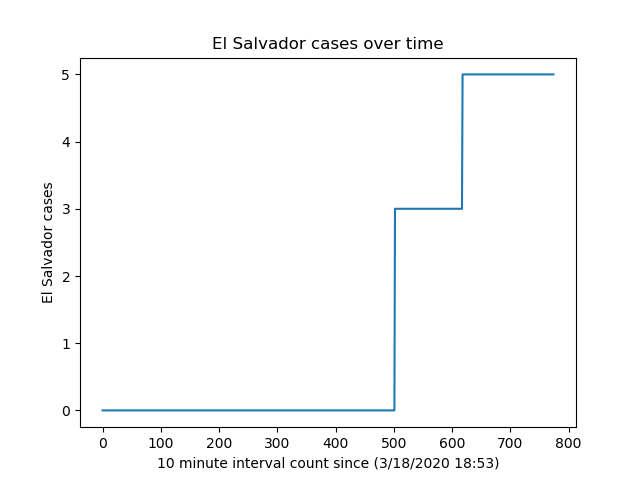 El Salvador cases over time
El Salvador cases
5
4
3
2
1
0
0 100 200 300 400 500 600 700 800
10 minute interval count since (3/18/2020 18:53)